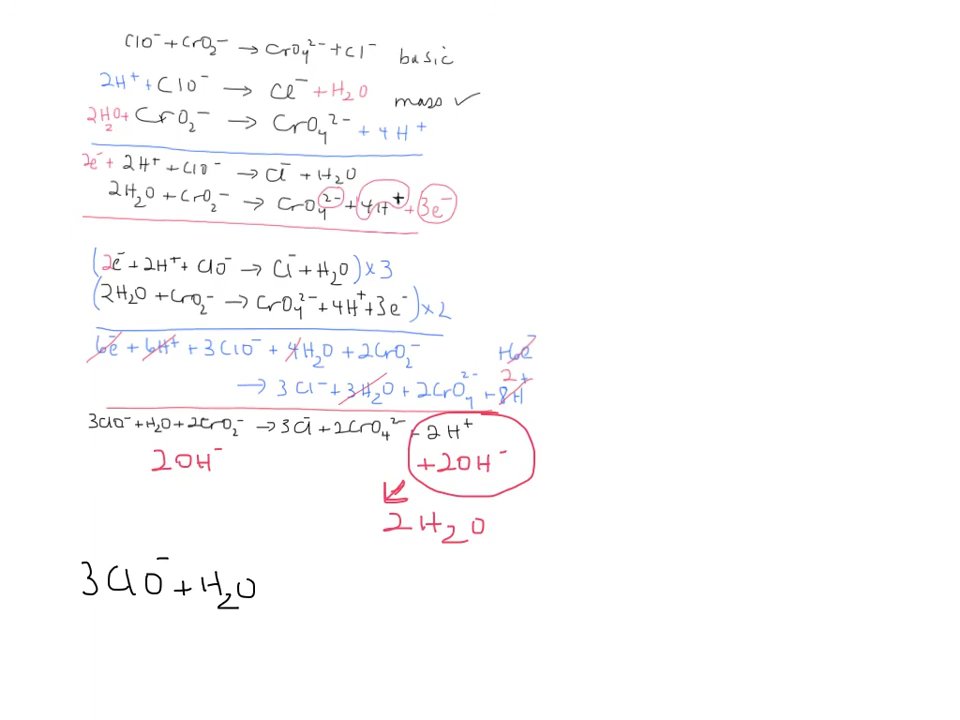 ClO⁻ + CrO₂⁻ → CrO₄²⁻ + Cl⁻ basic
2H⁺ + ClO⁻ → Cl⁻ + H₂O
mass ✓
2H₂O + CrO₂⁻ → CrO₄²⁻ + 4H⁺
2e⁻ + 2H⁺ + ClO⁻ → Cl⁻ + H₂O
2H₂O + CrO₂⁻ → CrO₄²⁻ + 4H⁺ + 3e⁻
(2e⁻ + 2H⁺ + ClO⁻ → Cl⁻ + H₂O) × 3
(2H₂O + CrO₂⁻ → CrO₄²⁻ + 4H⁺ + 3e⁻) × 2
6e⁻ + 6H⁺ + 3ClO⁻ + 4H₂O + 2CrO₂⁻ +6e⁻
→ 3Cl⁻ + 3H₂O + 2CrO₄²⁻ + 8H 2+
3ClO⁻ + H₂O + 2CrO₂⁻ → 3Cl⁻ + 2CrO₄²⁻ + 2H⁺
2OH⁻ +2OH⁻
2H₂O
3ClO⁻ + H₂O